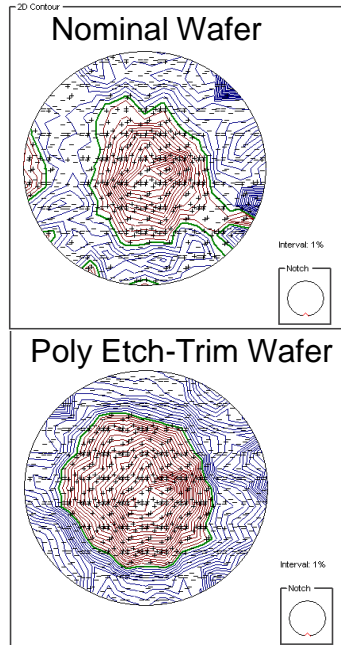 2D Contour
Nominal Wafer
Interval: 1%
Notch
Poly Etch-Trim Wafer
Interval: 1%
Notch